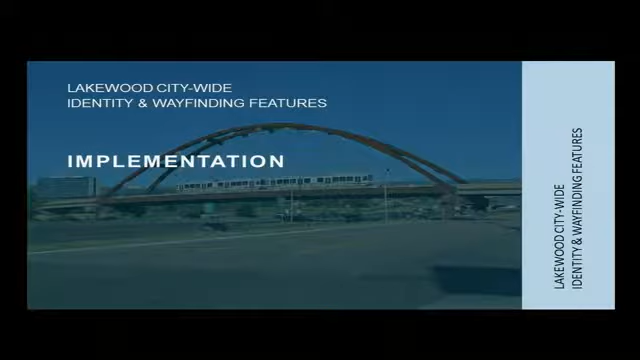 LAKEWOOD CITY-WIDE
IDENTITY & WAYFINDING FEATURES
IMPLEMENTATION
LAKEWOOD CITY-WIDE
IDENTITY & WAYFINDING FEATURES